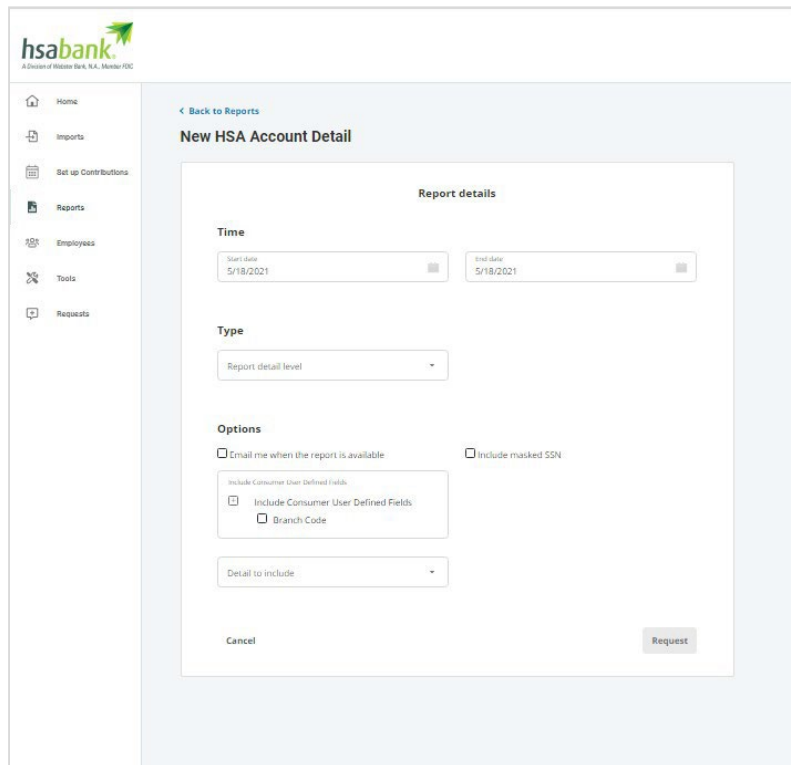 hsabank®
A Division of Webster Bank, N.A., Member FDIC
Home
Imports
Set up Contributions
Reports
Employees
Tools
Requests
Back to Reports
New HSA Account Detail
Report details
Time
Start date
5/18/2021
End date
5/18/2021
Type
Report detail level
Options
Email me when the report is available
Include masked SSN
Include Consumer User Defined Fields
Include Consumer User Defined Fields
Branch Code
Detail to include
Cancel
Request